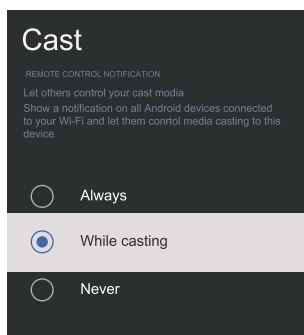 Cast
REMOTE CONTROL NOTIFICATION
Let others control your cast modia
Show a notification on all Android devices connected
to your Wi-Fi and let them conrtol media casting to this
device
Always
While casting
Never